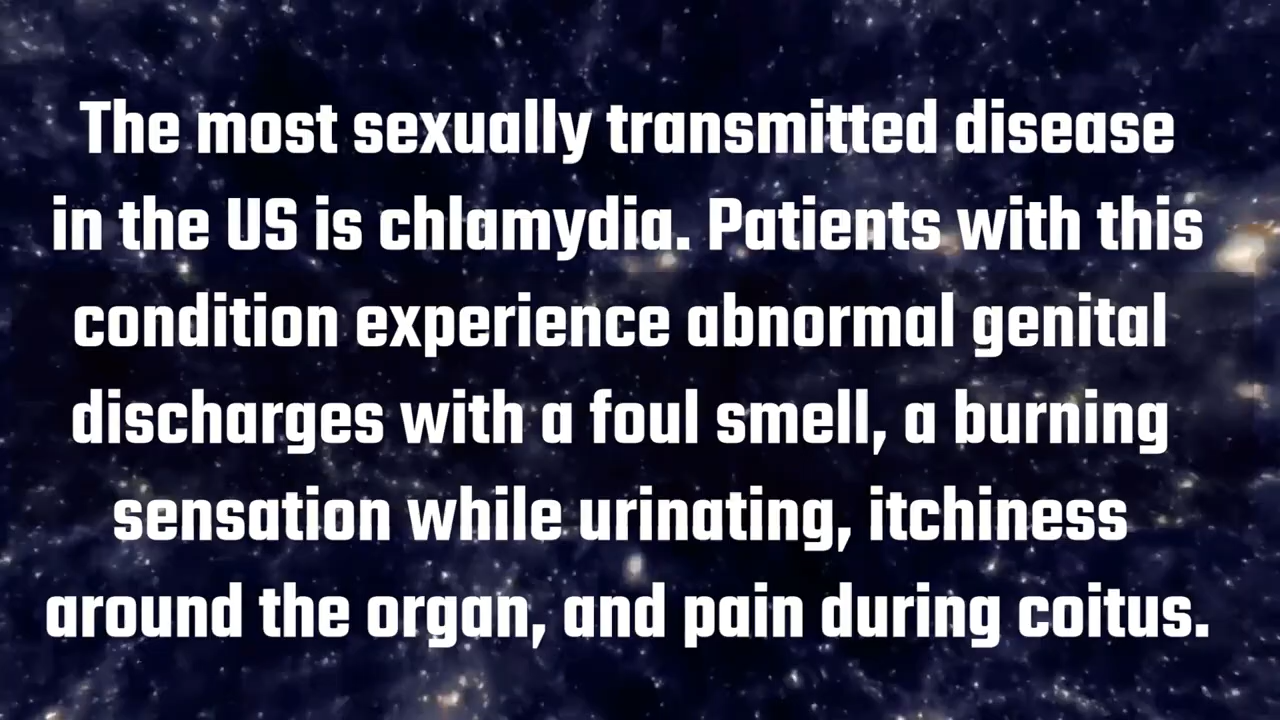 The most sexually transmitted disease
in the US is chlamydia. Patients with this
condition experience abnormal genital
discharges with a foul smell, a burning
sensation while urinating, itchiness
around the organ, and pain during coitus.